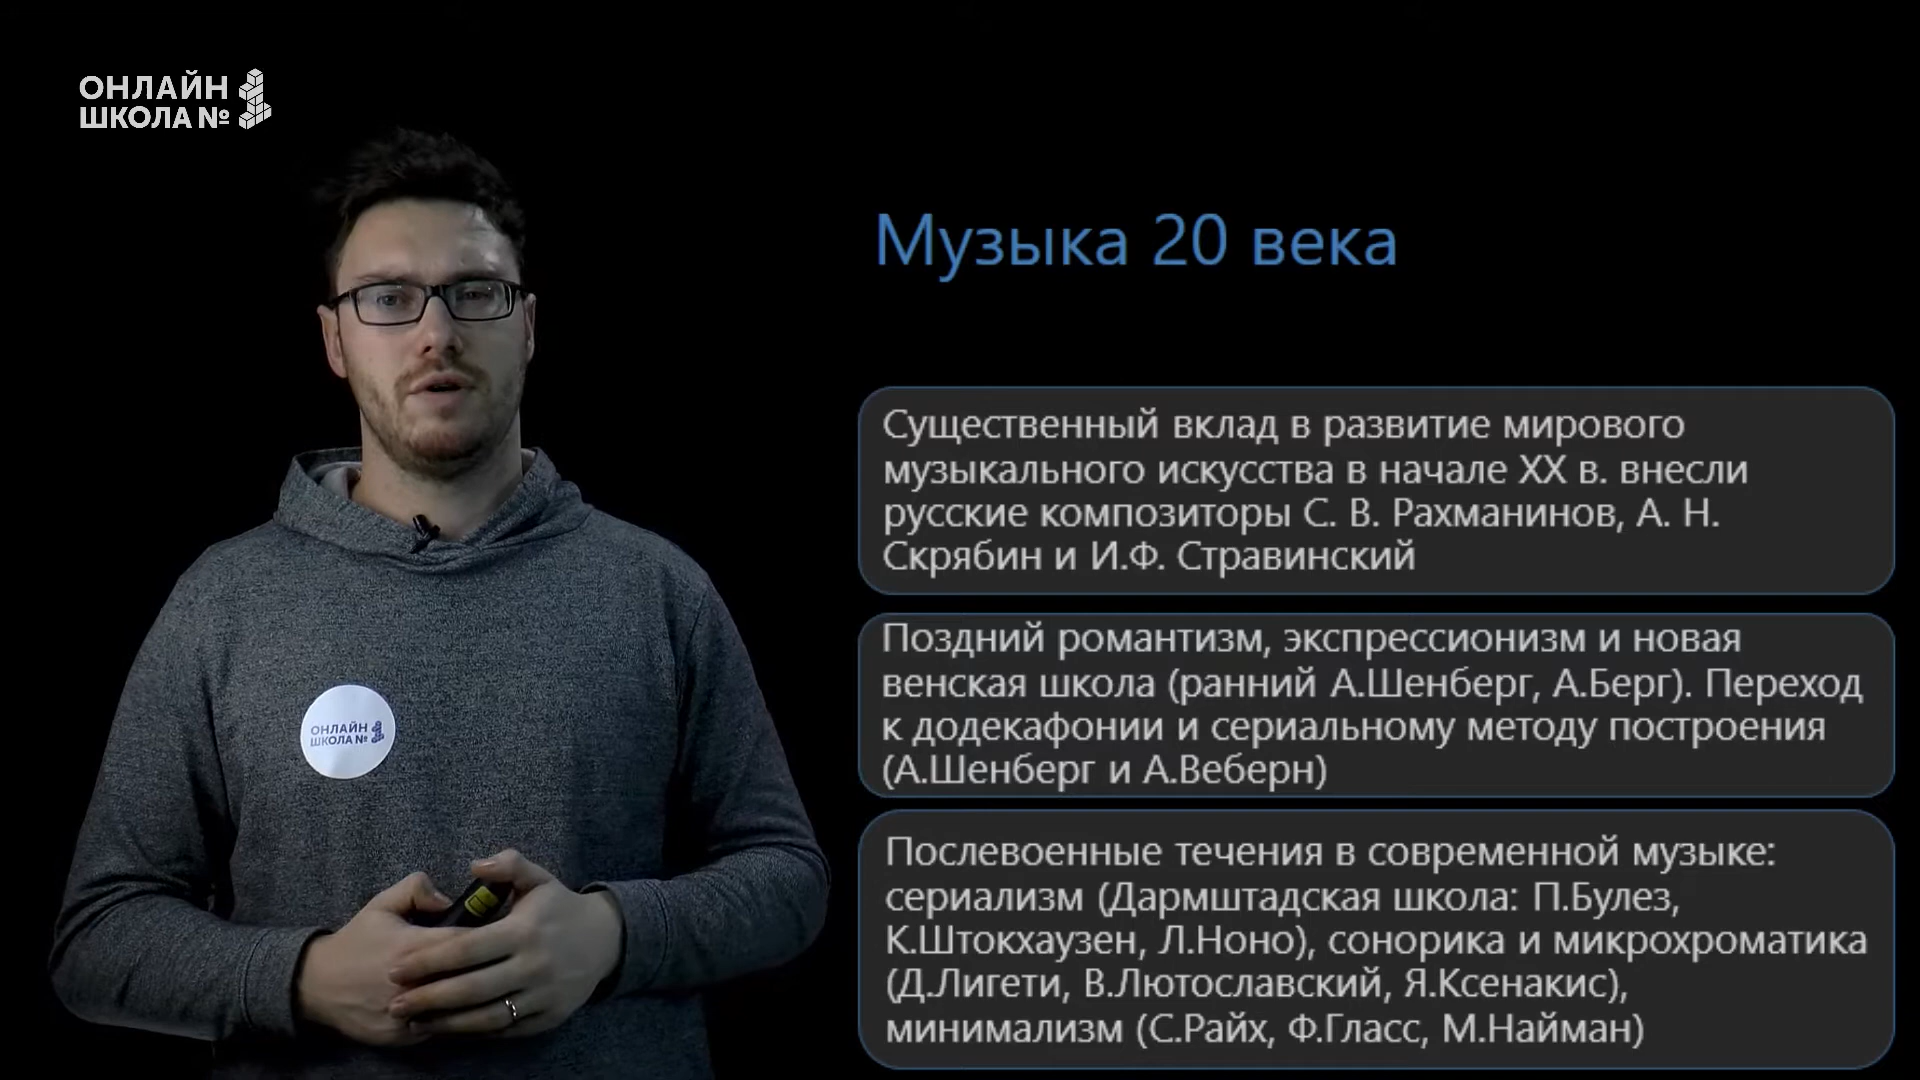 ОНЛАЙН
ШКОЛА №
Музыка 20 века
Существенный вклад в развитие мирового
музыкального искусства в начале XX в. внесли
русские композиторы С. В. Рахманинов, А. Н.
Скрябин и И.Ф. Стравинский
Поздний романтизм, экспрессионизм и новая
венская школа (ранний А.Шенберг, А.Берг). Переход
к додекафонии и сериальному методу построения
(А.Шенберг и А.Веберн)
Послевоенные течения в современной музыке:
сериализм (Дармштадская школа: П.Булез,
К.Штокхаузен, Л.Ноно), сонорика и микрохроматика
(Д.Лигети, В.Лютославский, Я.Ксенакис),
минимализм (С.Райх, Ф.Гласс, М.Найман)
ОНЛАЙН
ШКОЛА №